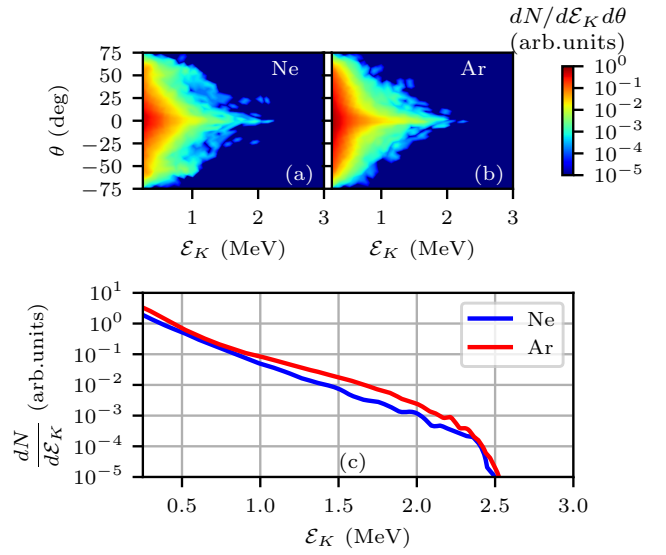 dN/dℰ_K dθ
(arb.units)
Ne
Ar
75
50
25
0
−25
−50
−75
θ (deg)
(a)
(b)
10^0
10^−1
10^−2
10^−3
10^−4
10^−5
1 2 3
1 2 3
ℰ_K (MeV)
ℰ_K (MeV)
10^1
10^0
10^−1
10^−2
10^−3
10^−4
10^−5
dN/dℰ_K (arb.units)
Ne
Ar
(c)
0.5 1.0 1.5 2.0 2.5 3.0
ℰ_K (MeV)